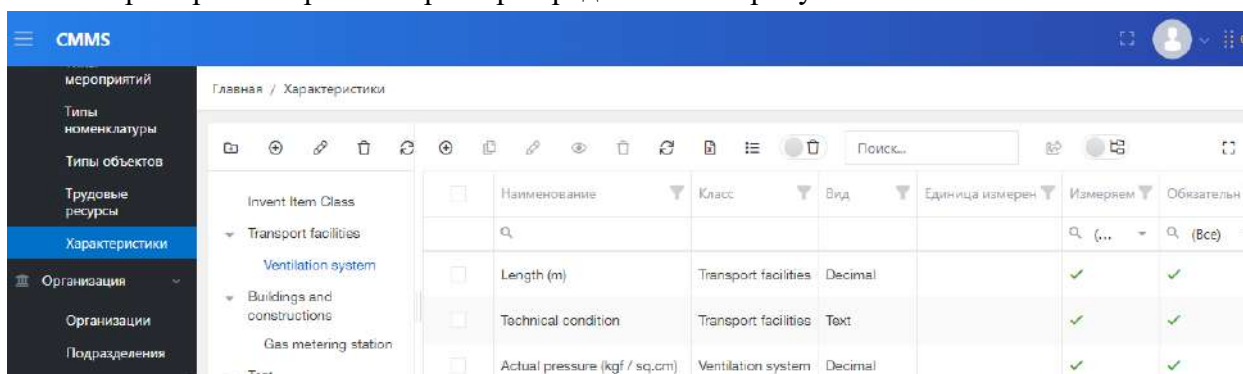 CMMS
мероприятий
Типы
номенклатуры
Типы объектов
Трудовые
ресурсы
Характеристики
Организация
Организации
Подразделения
Главная / Характеристики
Поиск...
Invent Item Class
Transport facilities
Ventilation system
Buildings and
constructions
Gas metering station
Наименование Класс Вид Единица измерен Измеряем Обязательн
(... (Все)
Length (m) Transport facilities Decimal
Technical condition Transport facilities Text
Actual pressure (kgf / sq.cm) Ventilation system Decimal